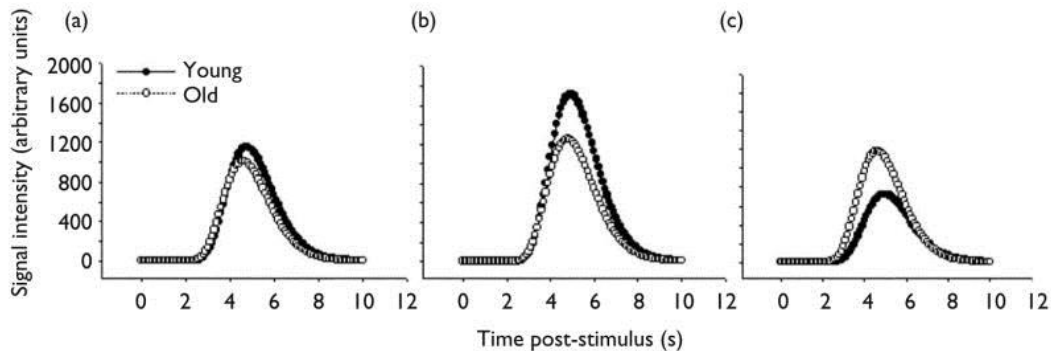 (a) (b) (c)
Signal intensity (arbitrary units)
2000
1600
1200
800
400
0
Young
Old
0 2 4 6 8 10 12
0 2 4 6 8 10 12
0 2 4 6 8 10 12
Time post-stimulus (s)